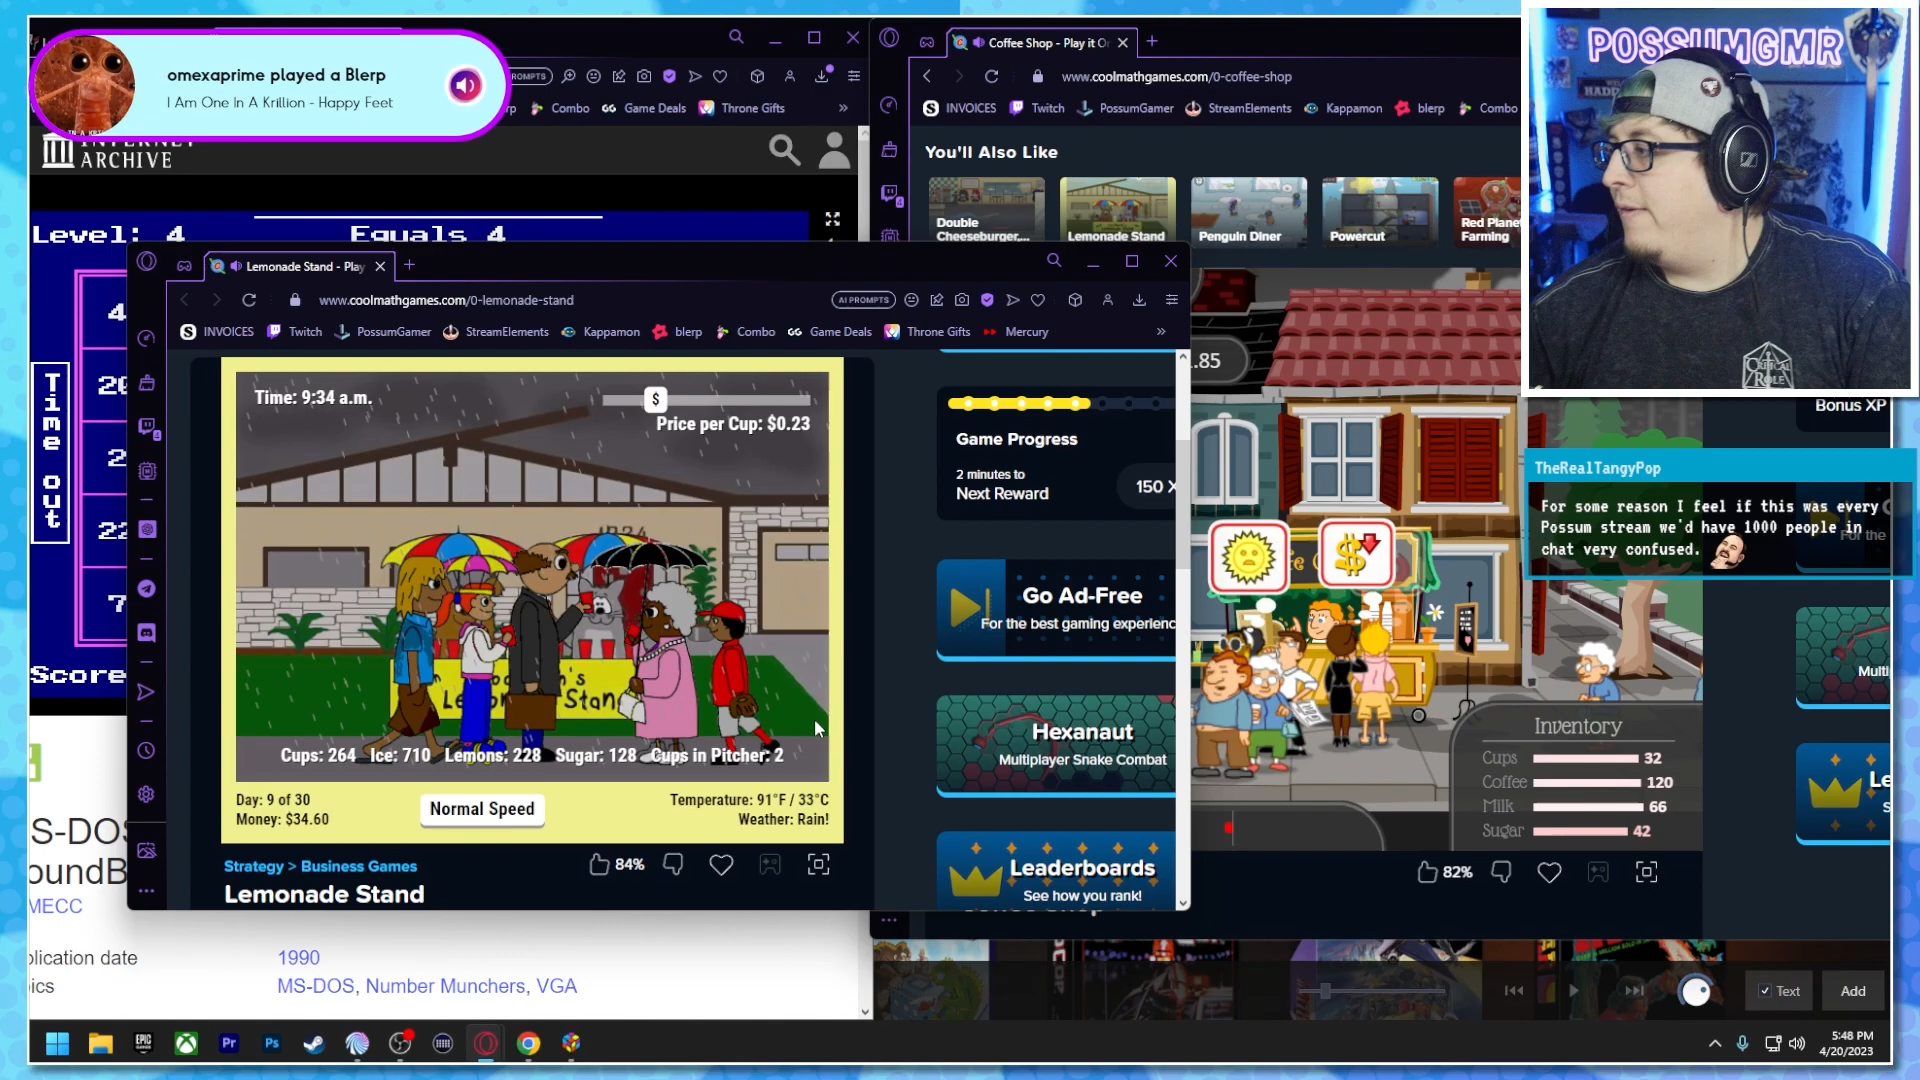 omexaprime played a Blerp
I Am One In A Krillion - Happy Feet
INTERNET
ARCHIVE
Level: 4
Equals 4
Time out
Score
MECC
1990
MS-DOS, Number Munchers, VGA
Coffee Shop - Play it O
www.coolmathgames.com/0-coffee-shop
INVOICES
Twitch
PossumGamer
StreamElements
Kappamon
blerp
Combo
Combo
Game Deals
Throne Gifts
You'll Also Like
Double
Cheeseburger,...
Lemonade Stand
Penguin Diner
Powercut
Red Plane
Farming
Lemonade Stand - Play
www.coolmathgames.com/0-lemonade-stand
AI PROMPTS
INVOICES
Twitch
PossumGamer
StreamElements
Kappamon
blerp
Combo
Game Deals
Throne Gifts
Mercury
Time: 9:34 a.m.
$
Price per Cup: $0.23
Cups: 264 Ice: 710 Lemons: 228 Sugar: 128 Cups in Pitcher: 2
Day: 9 of 30
Money: $34.60
Normal Speed
Temperature: 91°F / 33°C
Weather: Rain!
Strategy > Business Games
84%
Lemonade Stand
Game Progress
2 minutes to
Next Reward
150 X
Go Ad-Free
For the best gaming experienc
Hexanaut
Multiplayer Snake Combat
Leaderboards
See how you rank!
.85
Inventory
Cups 32
Coffee 120
Milk 66
Sugar 42
82%
POSSUMGMR
CRITICAL
ROLE
Bonus XP
TheRealTangyPop
For some reason I feel if this was every
Possum stream we'd have 1000 people in
chat very confused.
Text
Add
5:48 PM
4/20/2023